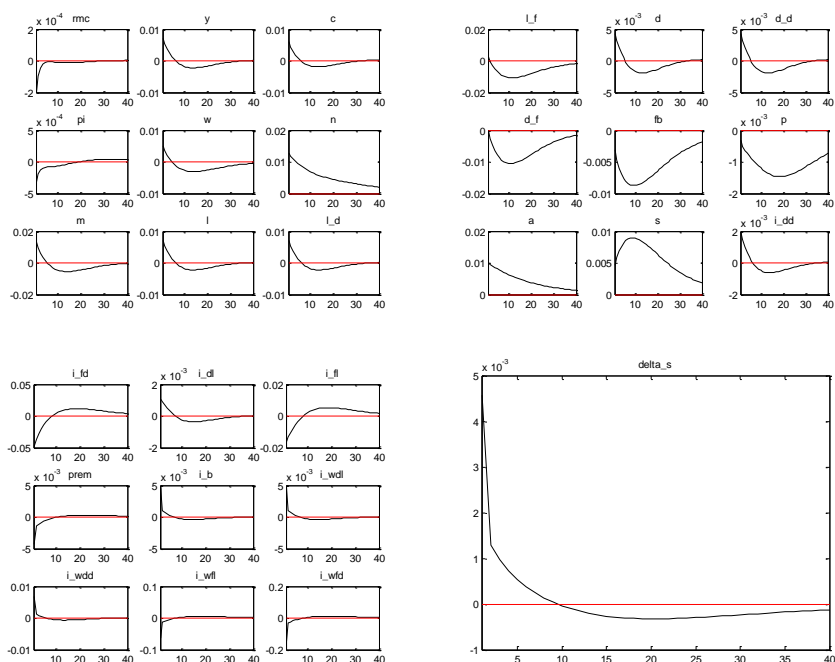 x 10^-4 rmc y c
2 0.01 0.01
0 0 0
-2 -0.01 -0.01
10 20 30 40 10 20 30 40 10 20 30 40
x 10^-4 pi w n
5 0.01 0.02
0 0 0.01
-5 -0.01 0
10 20 30 40 10 20 30 40 10 20 30 40
m l l_d
0.02 0.01 0.01
0 0 0
-0.02 -0.01 -0.01
10 20 30 40 10 20 30 40 10 20 30 40
l_f x 10^-3 d x 10^-3 d_d
0.02 5 5
0 0 0
-0.02 -5 -5
10 20 30 40 10 20 30 40 10 20 30 40
d_f fb x 10^-3 p
0 0 0
-0.01 -0.005 -1
-0.02 -0.01 -2
10 20 30 40 10 20 30 40 10 20 30 40
a s x 10^-3 i_dd
0.02 0.01 2
0.01 0.005 0
0 0 -2
10 20 30 40 10 20 30 40 10 20 30 40
i_fd x 10^-3 i_dl i_fl
0.05 2 0.02
0 0 0
-0.05 -2 -0.02
10 20 30 40 10 20 30 40 10 20 30 40
x 10^-3 prem x 10^-3 i_b x 10^-3 i_wdl
5 5 5
0 0 0
-5 -5 -5
10 20 30 40 10 20 30 40 10 20 30 40
i_wdd i_wfl i_wfd
0.01 0.1 0.2
0 0 0
-0.01 -0.1 -0.2
10 20 30 40 10 20 30 40 10 20 30 40
x 10^-3 delta_s
5
4
3
2
1
0
-1
5 10 15 20 25 30 35 40